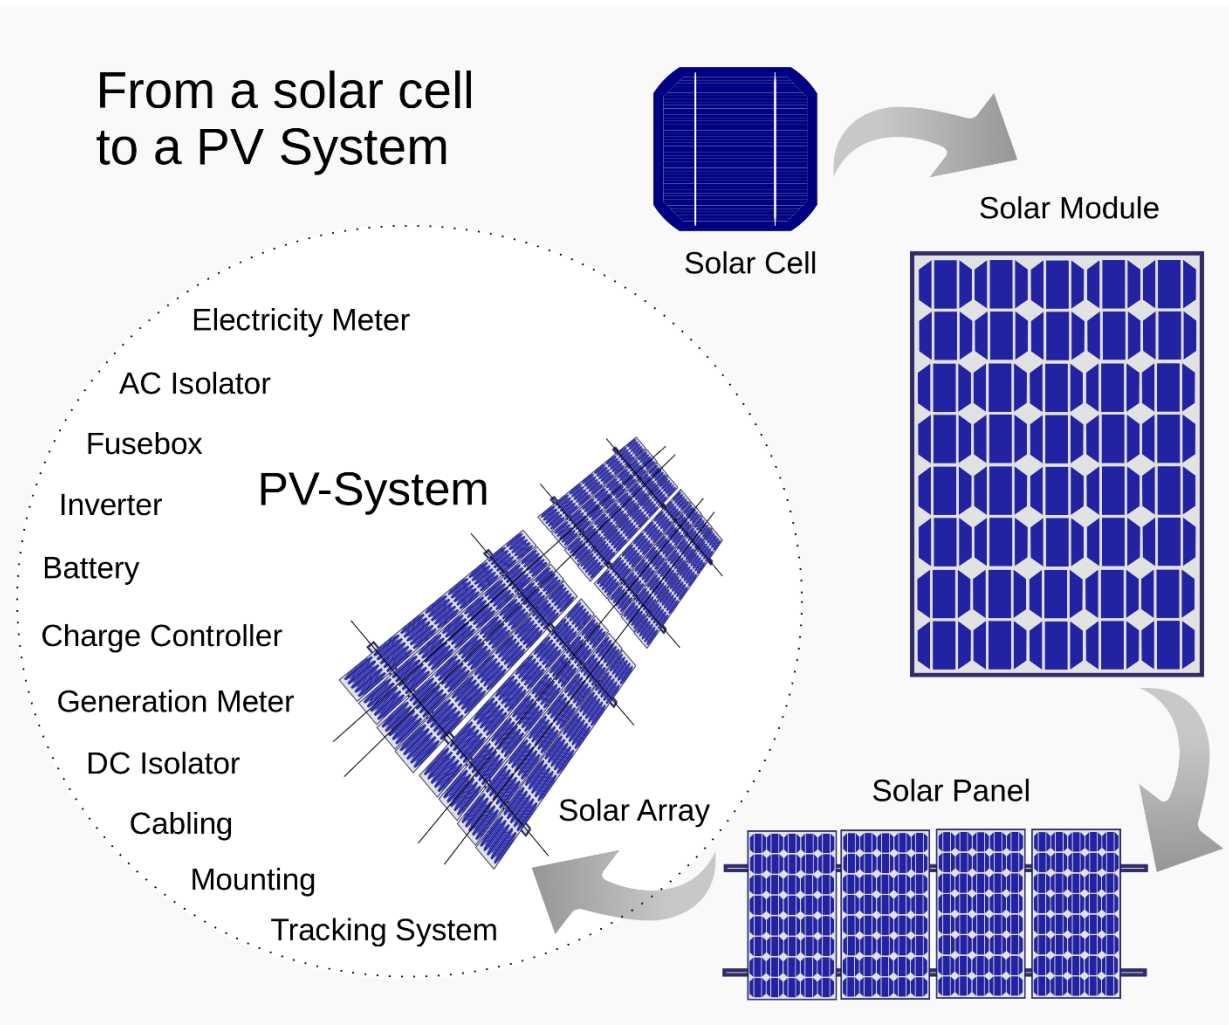 From a solar cell
to a PV System
Solar Cell
Solar Module
Solar Panel
Solar Array
PV-System
Electricity Meter
AC Isolator
Fusebox
Inverter
Battery
Charge Controller
Generation Meter
DC Isolator
Cabling
Mounting
Tracking System